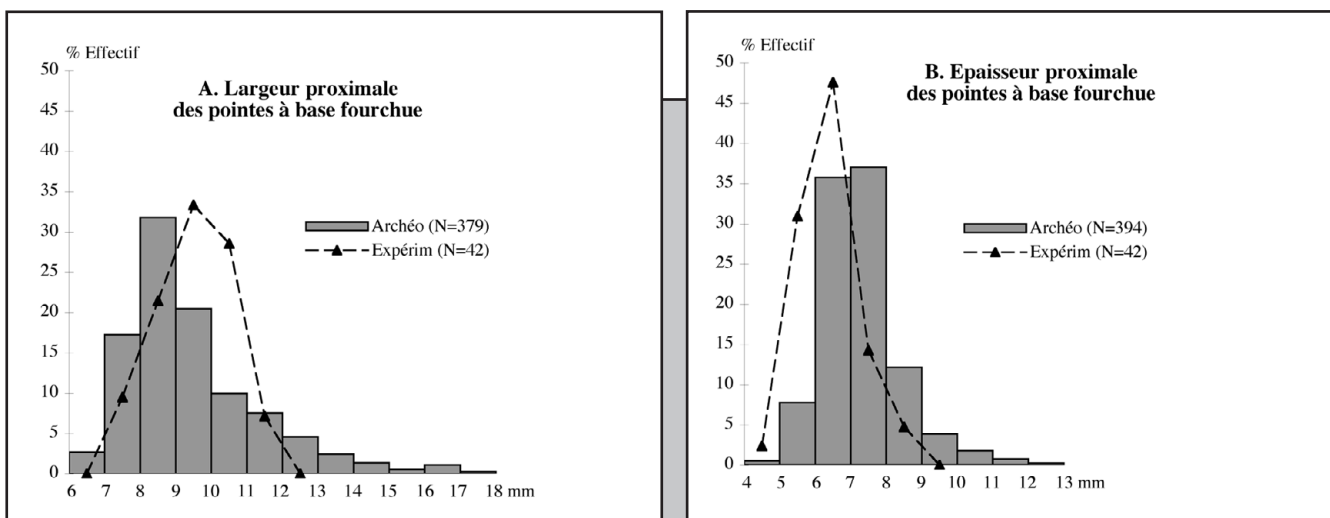 % Effectif
A. Largeur proximale
des pointes à base fourchue
50
45
40
35
30
25
20
15
10
5
0
Archéo (N=379)
Expérim (N=42)
6 7 8 9 10 11 12 13 14 15 16 17 18 mm
% Effectif
B. Epaisseur proximale
des pointes à base fourchue
50
45
40
35
30
25
20
15
10
5
0
Archéo (N=394)
Expérim (N=42)
4 5 6 7 8 9 10 11 12 13 mm